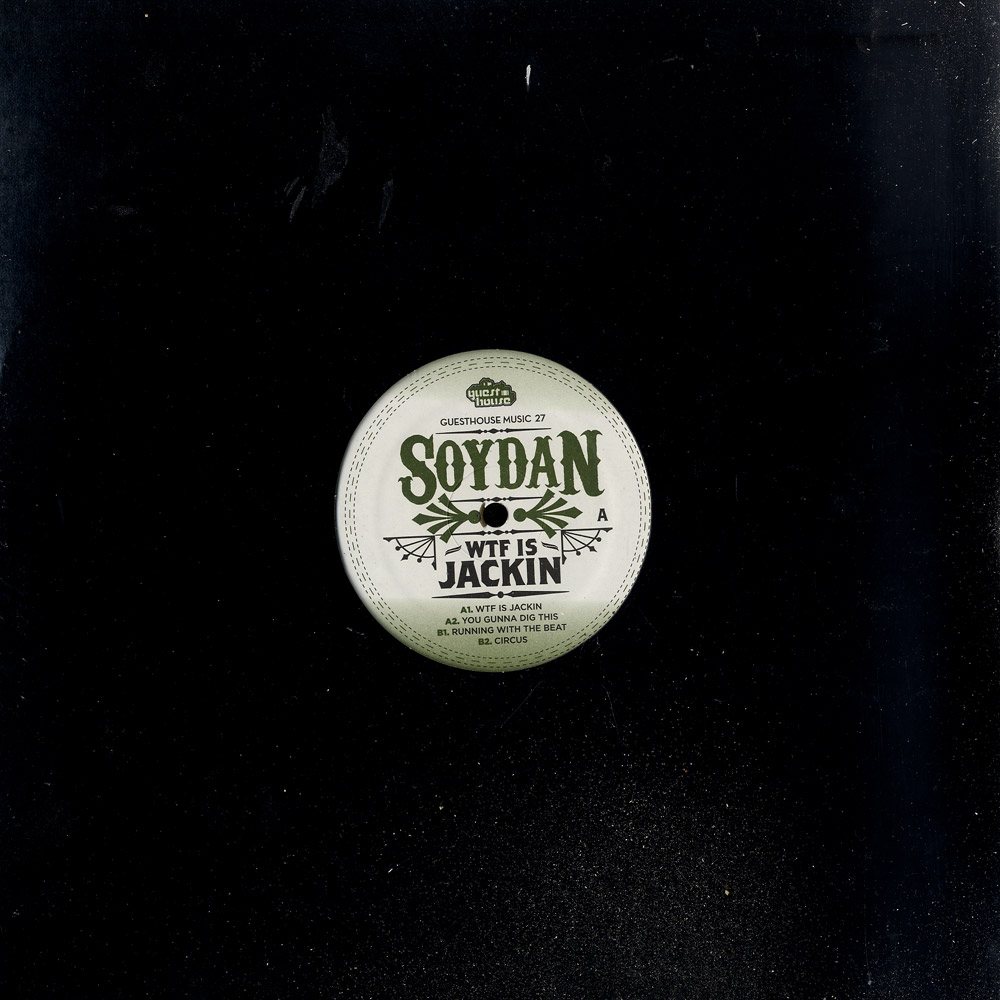 guest
house
GUESTHOUSE MUSIC 27
SOYDAN
A
WTF IS
JACKIN
A1. WTF IS JACKIN
A2. YOU GUNNA DIG THIS
B1. RUNNING WITH THE BEAT
B2. CIRCUS